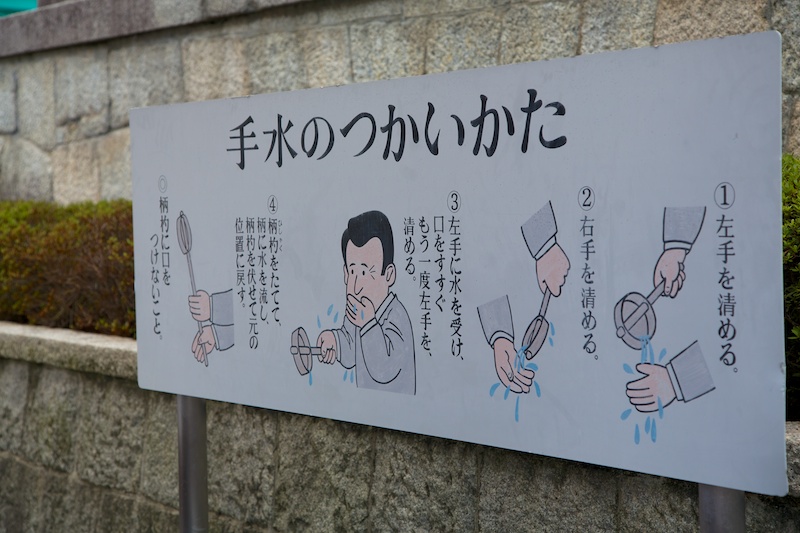 手水のつかいかた
①左手を清める。
②右手を清める。
③左手に水を受け、
口をすすぐ
もう一度左手を、
清める。
④柄杓をたてて、
柄に水を流し、
柄杓を伏せて元の
位置に戻す。
◎柄杓に口を
つけないこと。